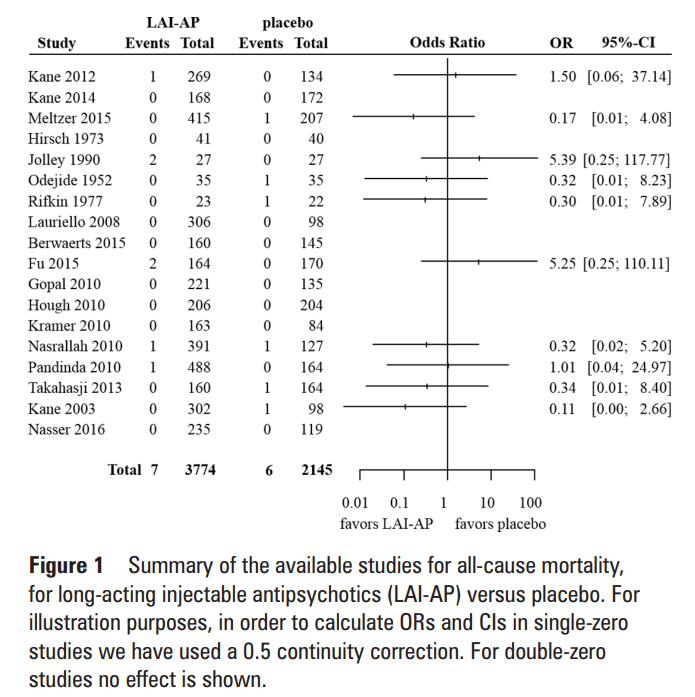 LAI-AP placebo
Study Events Total Events Total Odds Ratio OR 95%-CI
Kane 2012 1 269 0 134 1.50 [0.06; 37.14]
Kane 2014 0 168 0 172
Meltzer 2015 0 415 1 207 0.17 [0.01; 4.08]
Hirsch 1973 0 41 0 40
Jolley 1990 2 27 0 27 5.39 [0.25; 117.77]
Odejide 1952 0 35 1 35 0.32 [0.01; 8.23]
Rifkin 1977 0 23 1 22 0.30 [0.01; 7.89]
Lauriello 2008 0 306 0 98
Berwaerts 2015 0 160 0 145
Fu 2015 2 164 0 170 5.25 [0.25; 110.11]
Gopal 2010 0 221 0 135
Hough 2010 0 206 0 204
Kramer 2010 0 163 0 84
Nasrallah 2010 1 391 1 127 0.32 [0.02; 5.20]
Pandinda 2010 1 488 0 164 1.01 [0.04; 24.97]
Takahasji 2013 0 160 1 164 0.34 [0.01; 8.40]
Kane 2003 0 302 1 98 0.11 [0.00; 2.66]
Nasser 2016 0 235 0 119
Total 7 3774 6 2145
0.01 0.1 1 10 100
favors LAI-AP favors placebo
Figure 1 Summary of the available studies for all-cause mortality,
for long-acting injectable antipsychotics (LAI-AP) versus placebo. For
illustration purposes, in order to calculate ORs and CIs in single-zero
studies we have used a 0.5 continuity correction. For double-zero
studies no effect is shown.